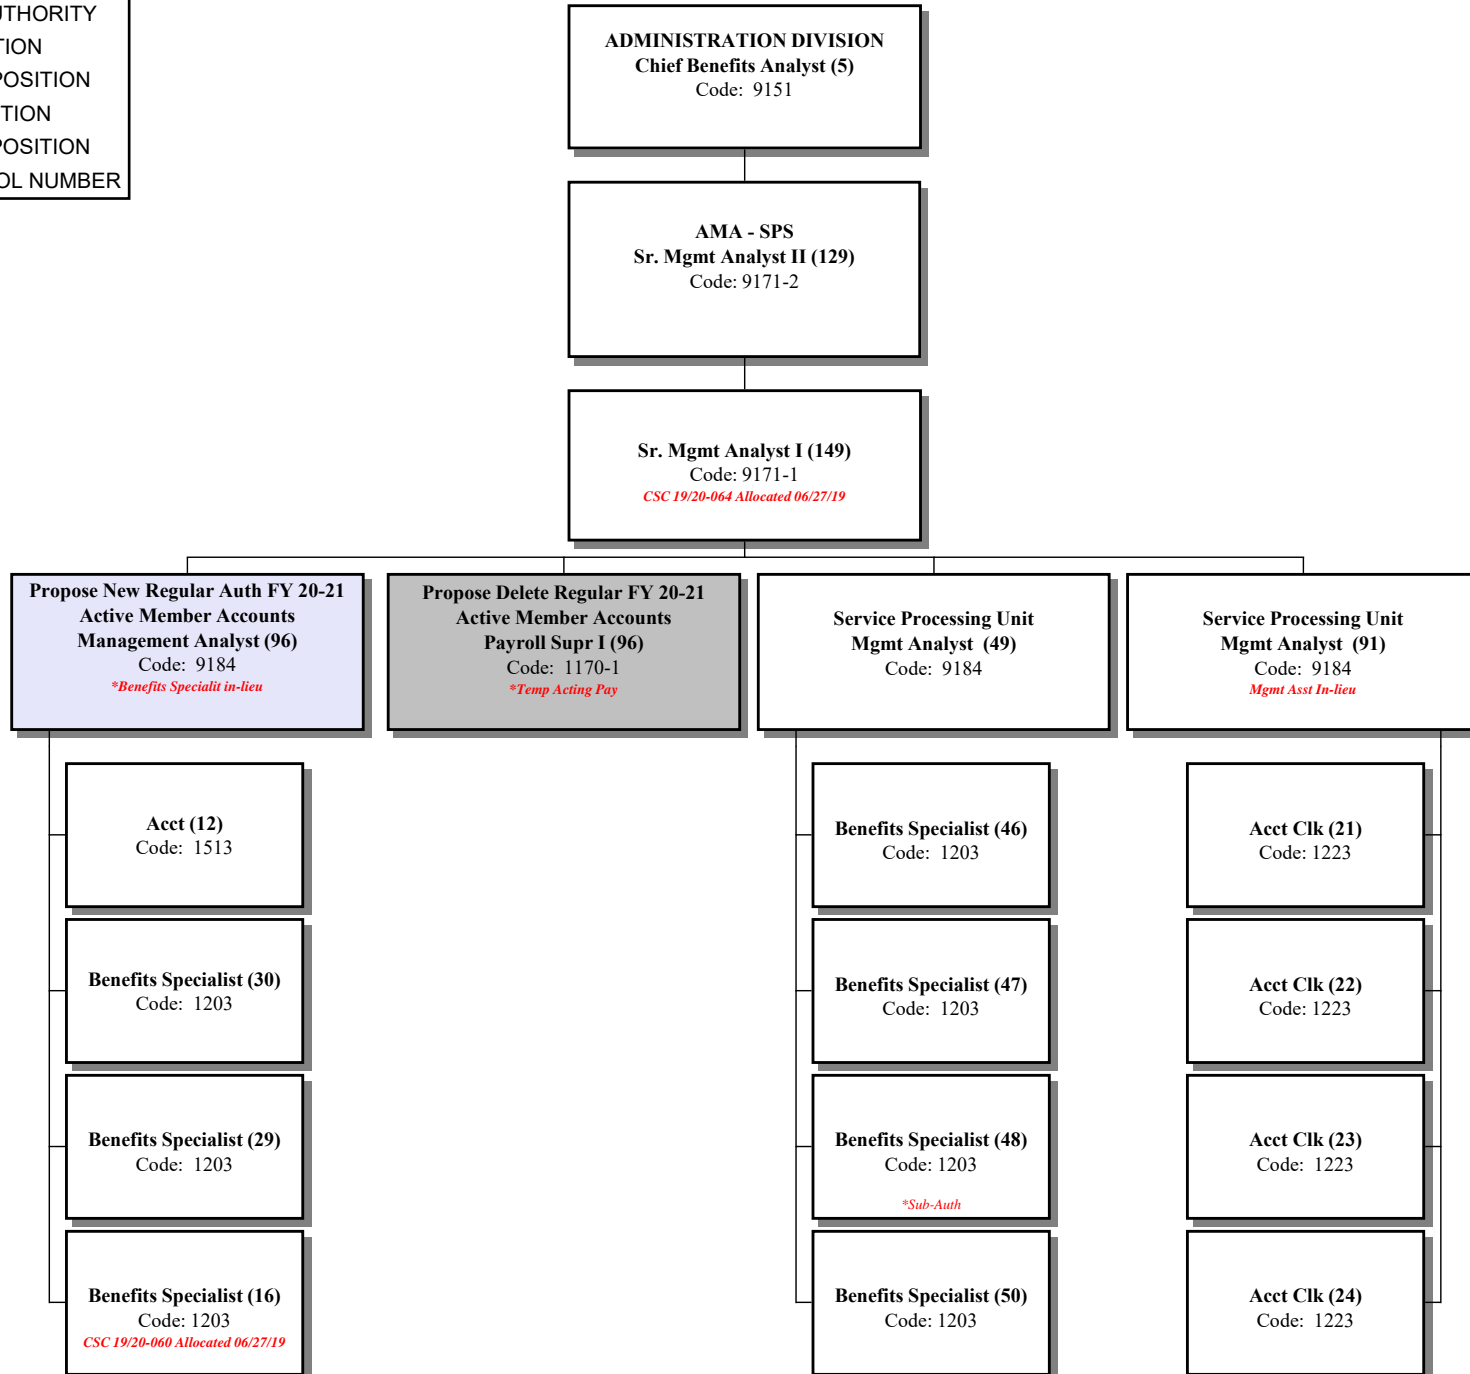 POSITION
POSITION
NUMBER
ADMINISTRATION DIVISION
Chief Benefits Analyst (5)
Code: 9151
AMA - SPS
Sr. Mgmt Analyst II (129)
Code: 9171-2
Sr. Mgmt Analyst I (149)
Code: 9171-1
CSC 19/20-064 Allocated 06/27/19
Propose New Regular Auth FY 20-21
Active Member Accounts
Management Analyst (96)
Code: 9184
*Benefits Specialit in-lieu
Propose Delete Regular FY 20-21
Active Member Accounts
Payroll Supr I (96)
Code: 1170-1
*Temp Acting Pay
Service Processing Unit
Mgmt Analyst (49)
Code: 9184
Service Processing Unit
Mgmt Analyst (91)
Code: 9184
Mgmt Asst In-lieu
Acct (12)
Code: 1513
Benefits Specialist (30)
Code: 1203
Benefits Specialist (29)
Code: 1203
Benefits Specialist (16)
Code: 1203
CSC 19/20-060 Allocated 06/27/19
Benefits Specialist (46)
Code: 1203
Benefits Specialist (47)
Code: 1203
Benefits Specialist (48)
Code: 1203
*Sub-Auth
Benefits Specialist (50)
Code: 1203
Acct Clk (21)
Code: 1223
Acct Clk (22)
Code: 1223
Acct Clk (23)
Code: 1223
Acct Clk (24)
Code: 1223